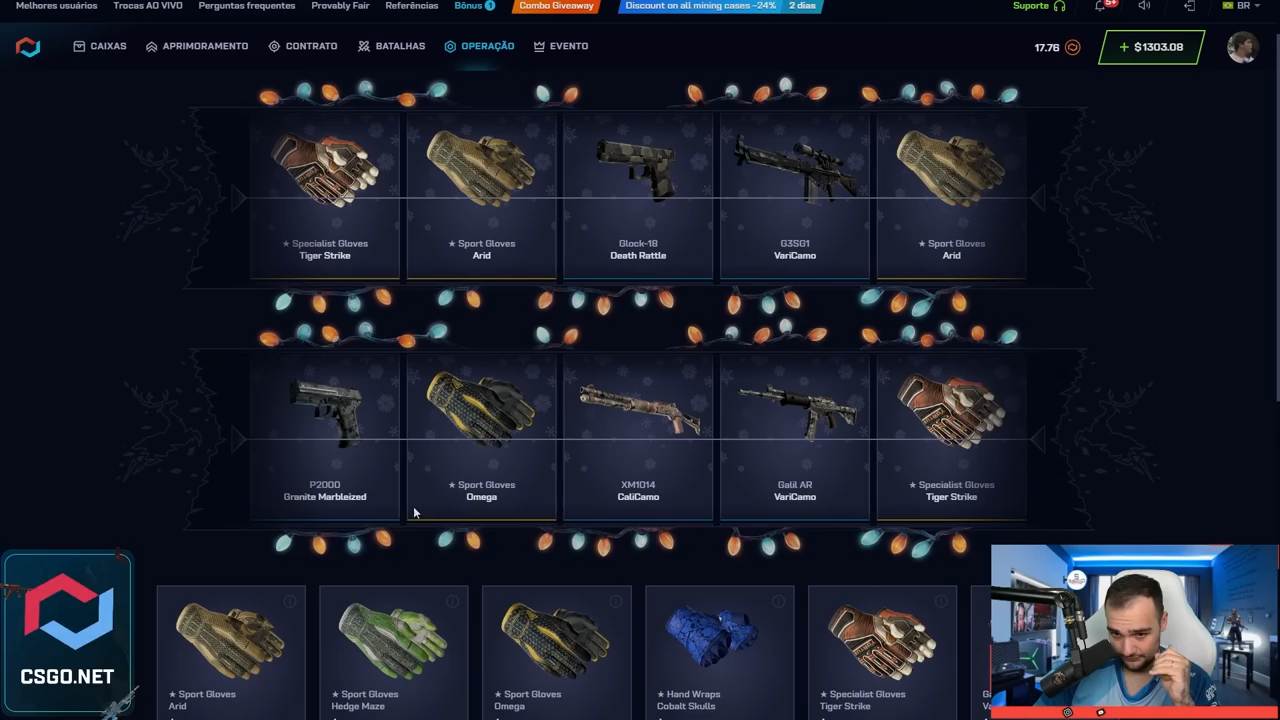 Melhores usuários Trocas AO VIVO Perguntas frequentes Provably Fair Referências Bônus 1 Combo Giveaway Discount on all mining cases -24% 2 dias Suporte 5+ BR
CAIXAS APRIMORAMENTO CONTRATO BATALHAS OPERAÇÃO EVENTO 17.76 + $1303.08
★ Specialist Gloves
Tiger Strike
★ Sport Gloves
Arid
Glock-18
Death Rattle
G3SG1
VariCamo
★ Sport Gloves
Arid
P2000
Granite Marbleized
★ Sport Gloves
Omega
XM1014
CaliCamo
Galil AR
VariCamo
★ Specialist Gloves
Tiger Strike
CSGO.NET
★ Sport Gloves
Arid
★ Sport Gloves
Hedge Maze
★ Sport Gloves
Omega
★ Hand Wraps
Cobalt Skulls
★ Specialist Gloves
Tiger Strike